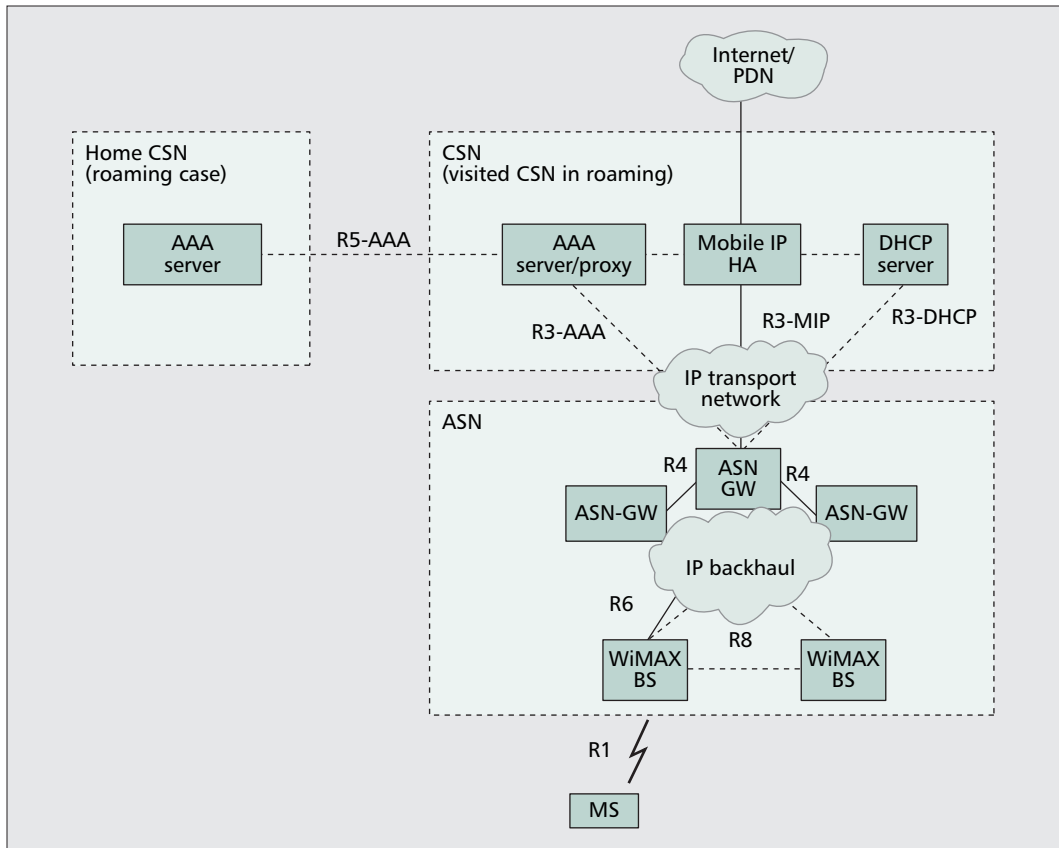 Internet/
PDN
Home CSN
(roaming case)
CSN
(visited CSN in roaming)
AAA
server
R5-AAA
AAA
server/proxy
Mobile IP
HA
DHCP
server
R3-AAA
R3-MIP
R3-DHCP
IP transport
network
ASN
R4
ASN
GW
R4
ASN-GW
ASN-GW
IP backhaul
R6
R8
WiMAX
BS
WiMAX
BS
R1
MS